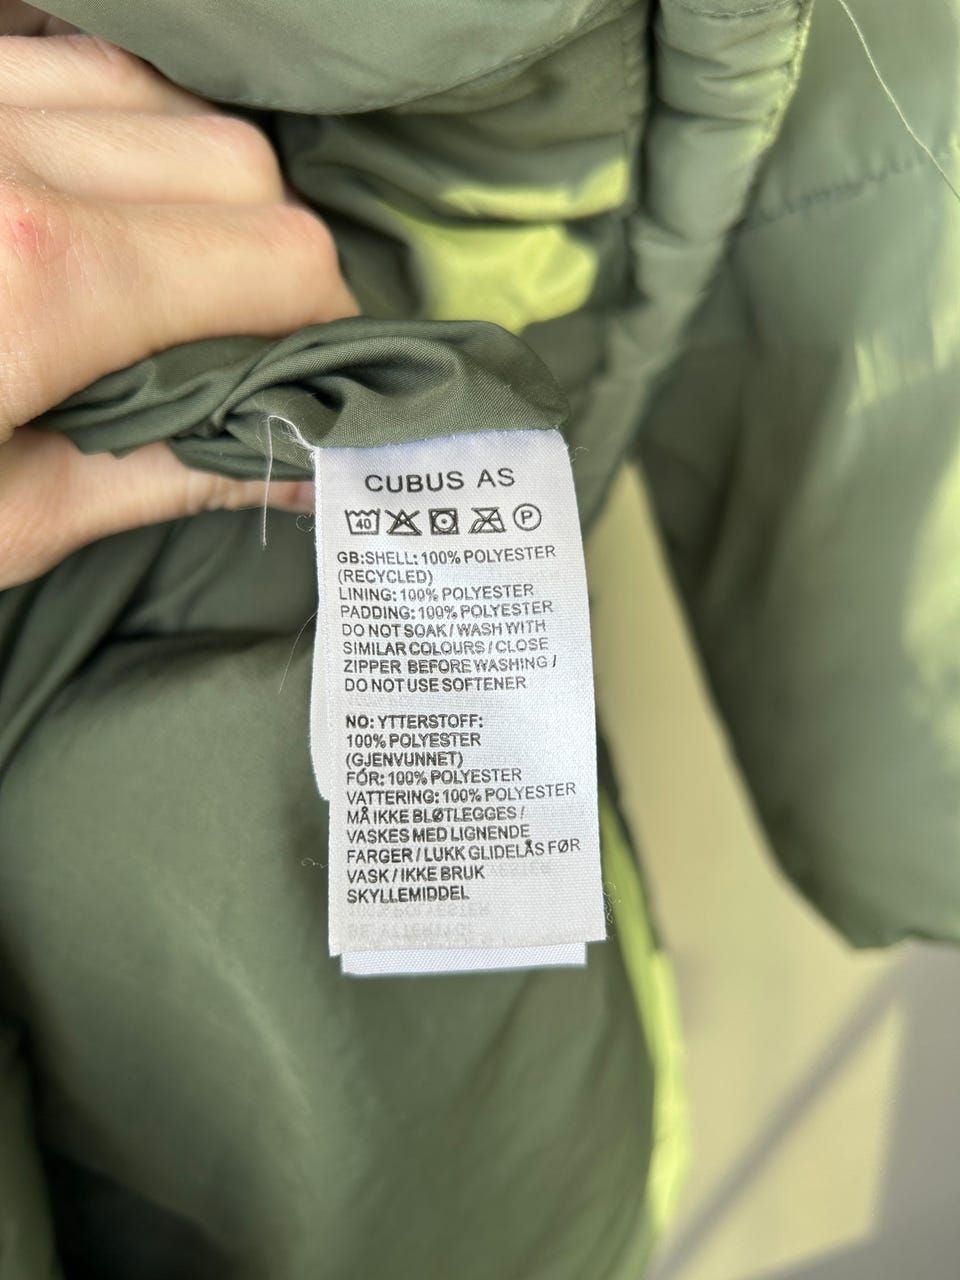 CUBUS AS
40 P
GB:SHELL: 100% POLYESTER
(RECYCLED)
LINING: 100% POLYESTER
PADDING: 100% POLYESTER
DO NOT SOAK / WASH WITH
SIMILAR COLOURS / CLOSE
ZIPPER BEFORE WASHING /
DO NOT USE SOFTENER
NO: YTTERSTOFF:
100% POLYESTER
(GJENVUNNET)
FÓR: 100% POLYESTER
VATTERING: 100% POLYESTER
MÅ IKKE BLØTLEGGES /
VASKES MED LIGNENDE
FARGER / LUKK GLIDELÅS FØR
VASK / IKKE BRUK
SKYLLEMIDDEL